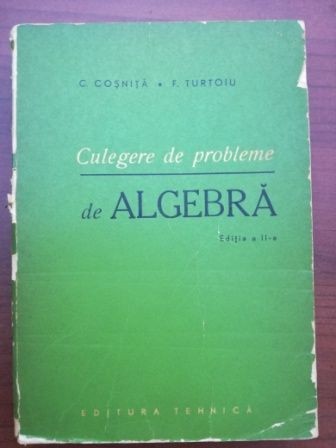 C. COŞNIŢĂ • F. TURTOIU
Culegere de probleme
de ALGEBRĂ
Ediţia a II-a
EDITURA TEHNICĂ